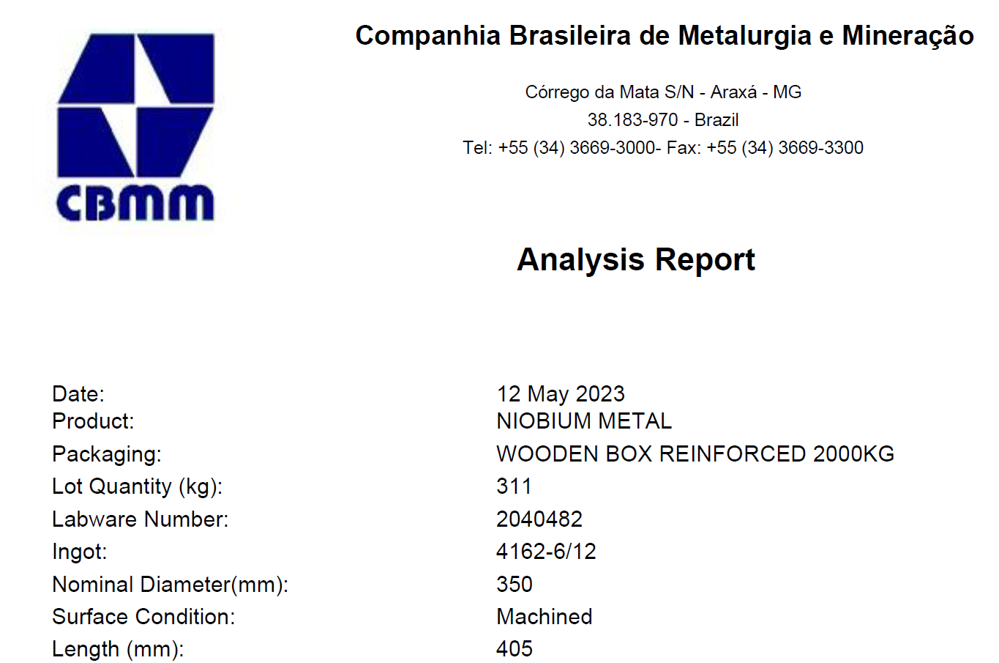 Companhia Brasileira de Metalurgia e Mineração
Córrego da Mata S/N - Araxá - MG
38.183-970 - Brazil
Tel: +55 (34) 3669-3000- Fax: +55 (34) 3669-3300
CBMM
Analysis Report
Date: 12 May 2023
Product: NIOBIUM METAL
Packaging: WOODEN BOX REINFORCED 2000KG
Lot Quantity (kg): 311
Labware Number: 2040482
Ingot: 4162-6/12
Nominal Diameter(mm): 350
Surface Condition: Machined
Length (mm): 405